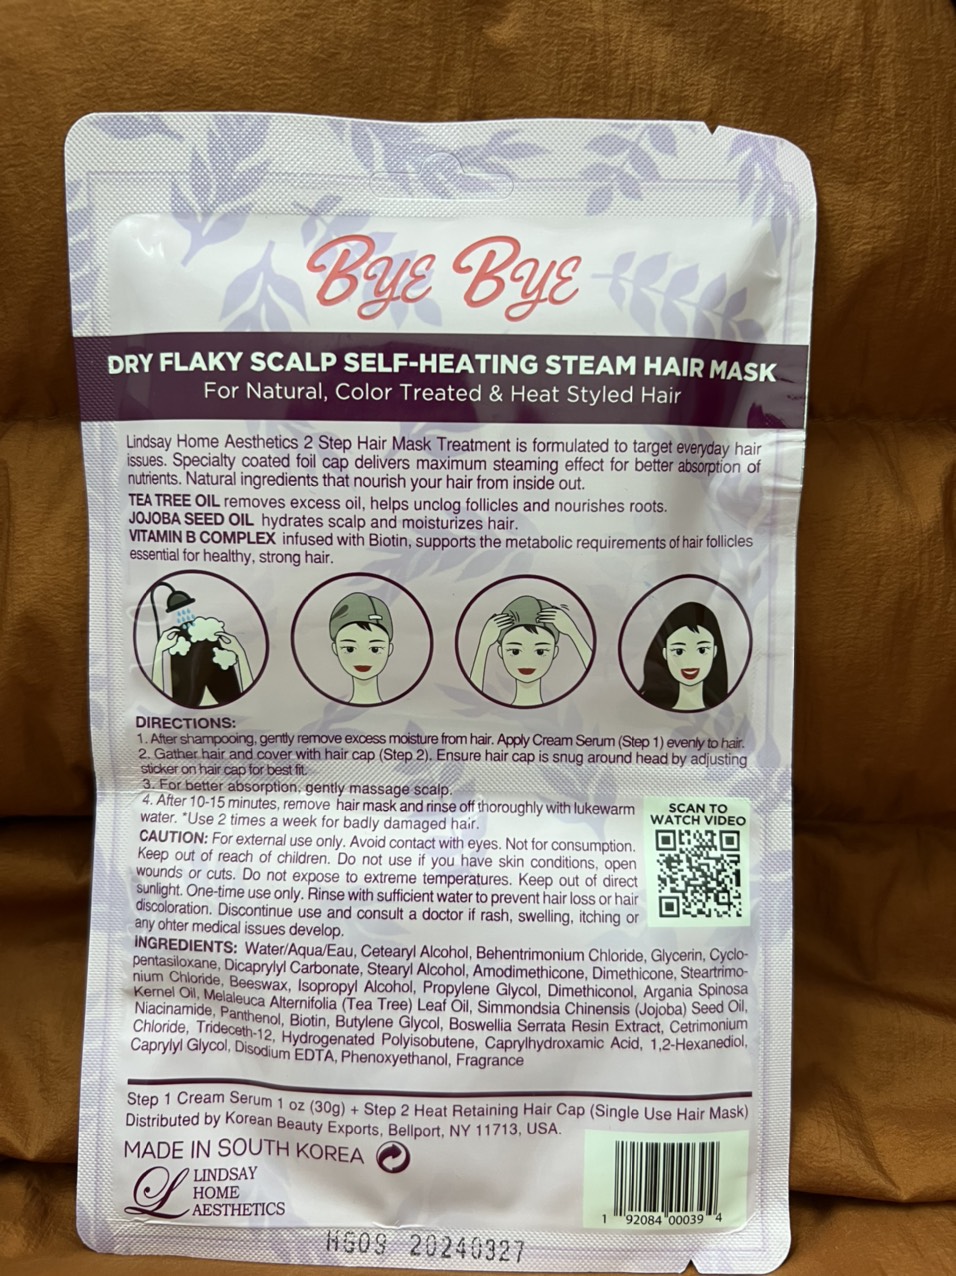 BYE BYE
DRY FLAKY SCALP SELF-HEATING STEAM HAIR MASK
For Natural, Color Treated & Heat Styled Hair
Lindsay Home Aesthetics 2 Step Hair Mask Treatment is formulated to target everyday hair
issues. Specialty coated foil cap delivers maximum steaming effect for better absorption of
nutrients. Natural ingredients that nourish your hair from inside out.
TEA TREE OIL removes excess oil, helps unclog follicles and nourishes roots.
JOJOBA SEED OIL hydrates scalp and moisturizes hair.
VITAMIN B COMPLEX infused with Biotin, supports the metabolic requirements of hair follicles
essential for healthy, strong hair.
DIRECTIONS:
1. After shampooing, gently remove excess moisture from hair. Apply Cream Serum (Step 1) evenly to hair.
2. Gather hair and cover with hair cap (Step 2). Ensure hair cap is snug around head by adjusting
sticker on hair cap for best fit.
3. For better absorption, gently massage scalp.
4. After 10-15 minutes, remove hair mask and rinse off thoroughly with lukewarm
water. *Use 2 times a week for badly damaged hair.
CAUTION: For external use only. Avoid contact with eyes. Not for consumption.
Keep out of reach of children. Do not use if you have skin conditions, open
wounds or cuts. Do not expose to extreme temperatures. Keep out of direct
sunlight. One-time use only. Rinse with sufficient water to prevent hair loss or hair
discoloration. Discontinue use and consult a doctor if rash, swelling, itching or
any ohter medical issues develop.
SCAN TO
WATCH VIDEO
INGREDIENTS: Water/Aqua/Eau, Cetearyl Alcohol, Behentrimonium Chloride, Glycerin, Cyclo-
pentasiloxane, Dicaprylyl Carbonate, Stearyl Alcohol, Amodimethicone, Dimethicone, Steartrimo-
nium Chloride, Beeswax, Isopropyl Alcohol, Propylene Glycol, Dimethiconol, Argania Spinosa
Kernel Oil, Melaleuca Alternifolia (Tea Tree) Leaf Oil, Simmondsia Chinensis (Jojoba) Seed Oil,
Niacinamide, Panthenol, Biotin, Butylene Glycol, Boswellia Serrata Resin Extract, Cetrimonium
Chloride, Trideceth-12, Hydrogenated Polyisobutene, Caprylhydroxamic Acid, 1,2-Hexanediol,
Caprylyl Glycol, Disodium EDTA, Phenoxyethanol, Fragrance
Step 1 Cream Serum 1 oz (30g) + Step 2 Heat Retaining Hair Cap (Single Use Hair Mask)
Distributed by Korean Beauty Exports, Bellport, NY 11713, USA.
MADE IN SOUTH KOREA
L LINDSAY
HOME
AESTHETICS
1 92084 00039 4
HG09 20240327